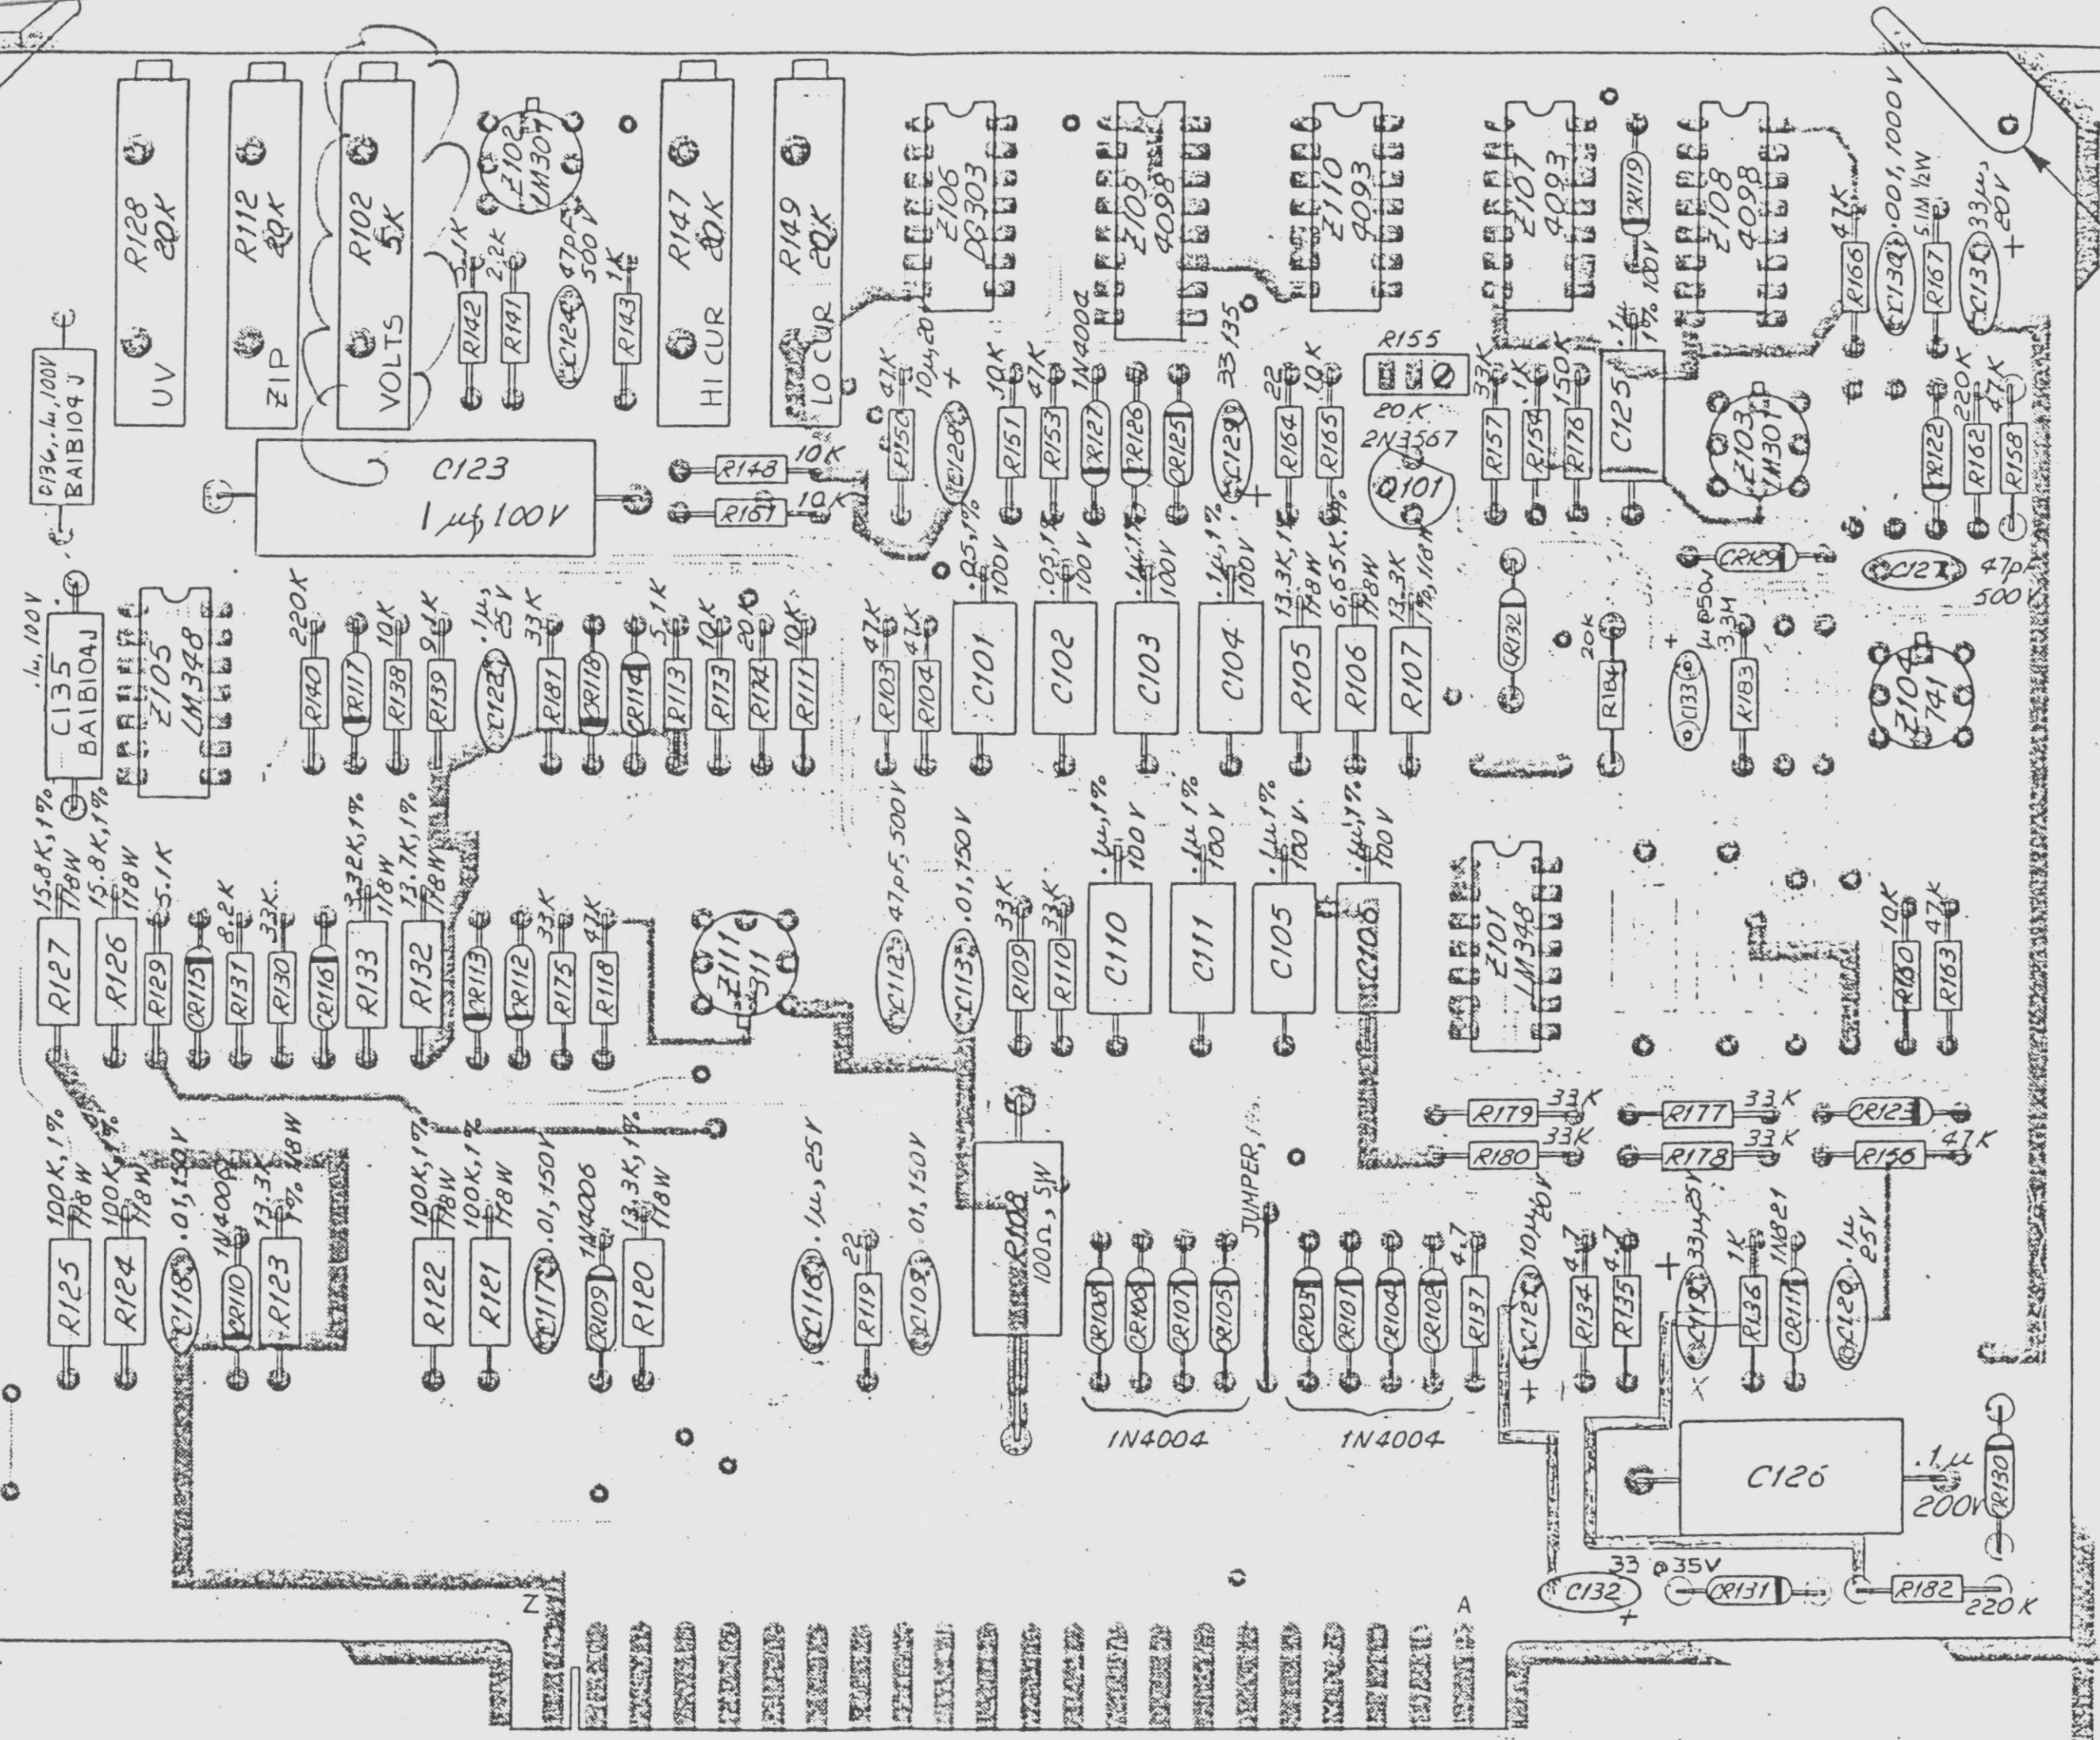 R128
20K
UV
R112
20K
ZIP
R102
5K
VOLTS
Z102
LM307
R147
20K
HI CUR
R149
20K
LO CUR
Z106
DG303
Z109
4098
Z110
4093
Z107
4093
CR119
Z108
4098
47K
R166
C130
.001, 1000V
5.1M 1/2W
R167
C131
33µ,
20V
+
C136, .1µ, 100V
BA1B104J
5.1K
R142
2.2K
R141
C124
47pF
500V
1K
R143
47K
R150
10µ, 20
+
C128
10K
R151
47K
R153
1N4004
CR127
CR126
CR125
33 135
C129
+
22
R164
10K
R165
R155
20K
2N3567
Q101
33K
R157
.1K
R154
150K
R176
.1µ
1% 100V
C125
Z103
LM301
CR122
220K
R162
47K
R158
C123
1µf, 100V
R148
10K
R161
10K
CR129
C127
47pF
500V
.1µ, 100V
C135
BA1B104J
Z105
LM348
220K
R140
CR117
10K
R138
9.1K
R139
.1µ,
25V
C122
33K
R181
CR118
CR114
5.1K
R113
10K
R173
20K
R174
10K
R111
47K
R103
47K
R104
.05, 1%
100V
C101
.05, 1%
100V
C102
.1µ, 1%
100V
C103
.1µ, 1%
100V
C104
13.3K, 1%
1/8W
R105
6.65K, 1%
1/8W
R106
13.3K
1%, 1/8W
R107
CR132
20K
R184
+
1µ @50V
C133
3.3M
R183
Z104
741
15.8K, 1%
1/8W
R127
15.8K, 1%
1/8W
R126
5.1K
R129
CR115
8.2K
R131
33K
R130
CR116
3.32K, 1%
1/8W
R133
13.7K, 1%
1/8W
R132
CR113
CR112
33K
R175
47K
R118
Z111
311
47pF, 500V
C112
.01, 150V
C113
33K
R109
33K
R110
.1µ, 1%
100V
C110
.1µ 1%
100V
C111
.1µ 1%
100V.
C105
.1µ, 1%
100V
C106
Z101
LM348
10K
R160
47K
R163
R179
33K
R177
33K
CR123
R180
33K
R178
33K
R156
47K
100K, 1%
1/8W
R125
100K, 1%
1/8W
R124
.01, 150V
C118
1N4006
CR110
13.3K
1% 1/8W
R123
100K, 1%
1/8W
R122
100K, 1%
1/8W
R121
.01, 150V
C117
1N4006
CR109
13.3K, 1%
1/8W
R120
.1µ, 25V
C116
22
R119
.01, 150V
C109
R108
100Ω, 5W
CR108
CR106
CR107
CR105
1N4004
JUMPER,
CR103
CR101
CR104
CR102
1N4004
4.7
R137
10µ
20V
C121
+
4.7
R134
4.7
R135
+
33µ, 25V
C119
1K
R136
1N821
CR111
.1µ
25V
C120
C126
.1µ
200V
CR130
33 @35V
C132
+
CR131
R182
220K
Z
A